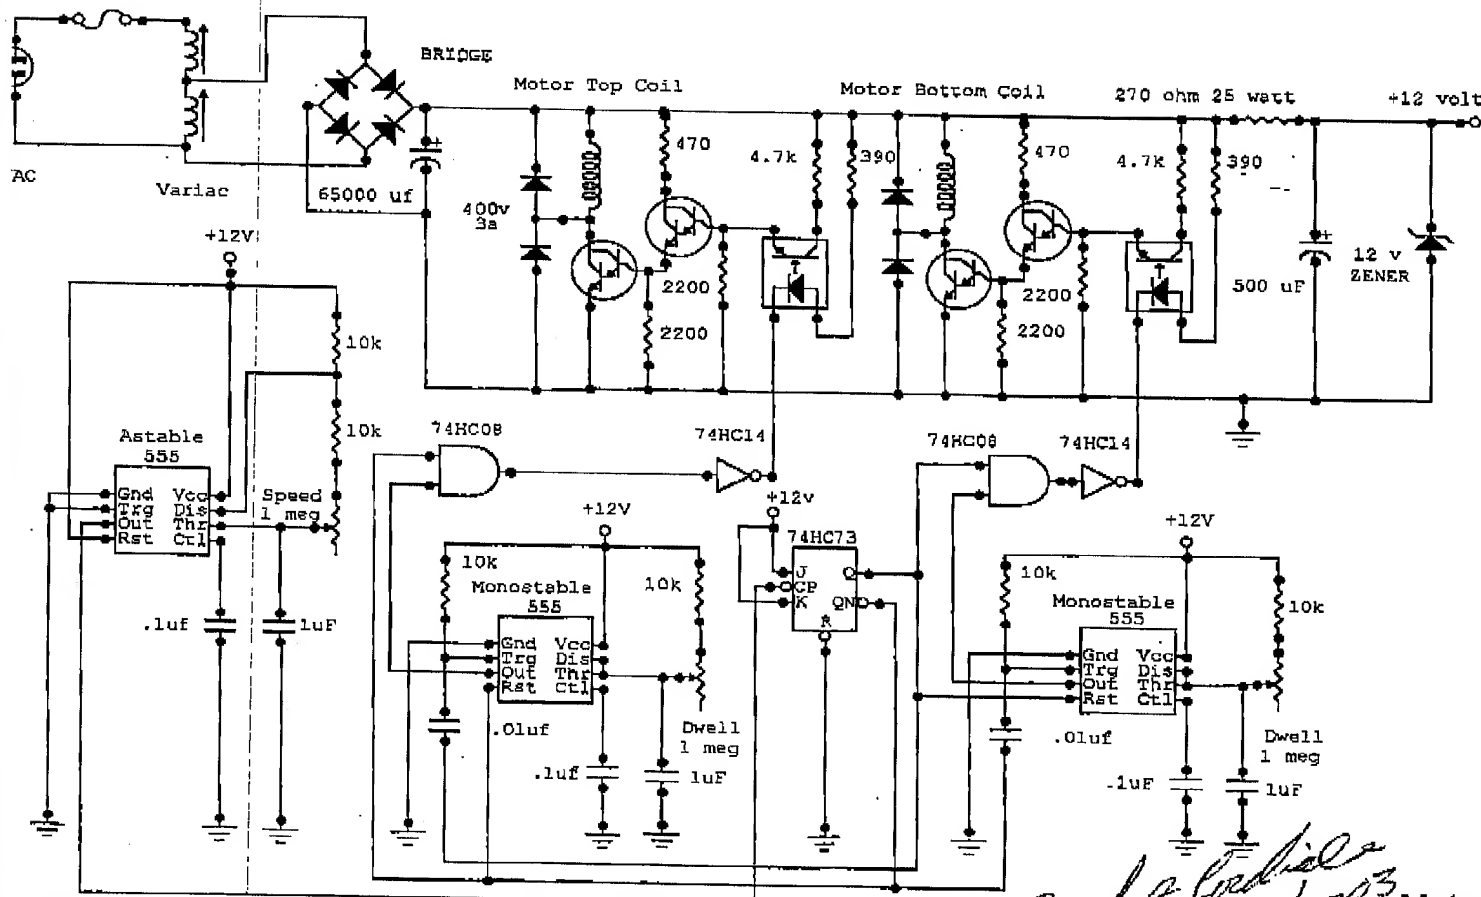 BRIDGE
Motor Top Coil
Motor Bottom Coil
270 ohm 25 watt
+12 volt
AC
Variac
65000 uf
400v
3a
470
4.7k
390
2200
2200
470
4.7k
390
2200
2200
500 uF
12 v
ZENER
+12V
10k
10k
Astable
555
Gnd Vcc
Trg Dis
Out Thr
Rst Ctl
Speed
1 meg
.1uf
1uF
74HC08
74HC14
74HC08
74HC14
+12V
10k
Monostable
555
10k
Gnd Vcc
Trg Dis
Out Thr
Rst Ctl
.01uf
Dwell
1 meg
.1uf
1uF
+12v
74HC73
J Q
CP
K QN
R
+12V
10k
Monostable
555
10k
Gnd Vcc
Trg Dis
Out Thr
Rst Ctl
.01uf
Dwell
1 meg
.1uF
1uF